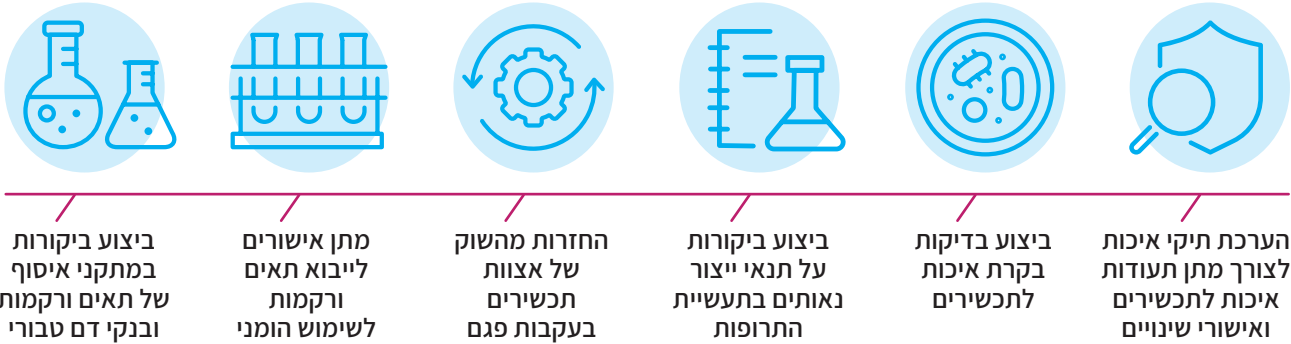 הערכת תיקי איכות
לצורך מתן תעודות
איכות לתכשירים
ואישורי שינויים
ביצוע בדיקות
בקרת איכות
לתכשירים
ביצוע ביקורות
על תנאי ייצור
נאותים בתעשיית
התרופות
החזרות מהשוק
של אצוות
תכשירים
בעקבות פגם
מתן אישורים
לייבוא תאים
ורקמות
לשימוש הומני
ביצוע ביקורות
במתקני איסוף
של תאים ורקמות
ובנקי דם טבורי